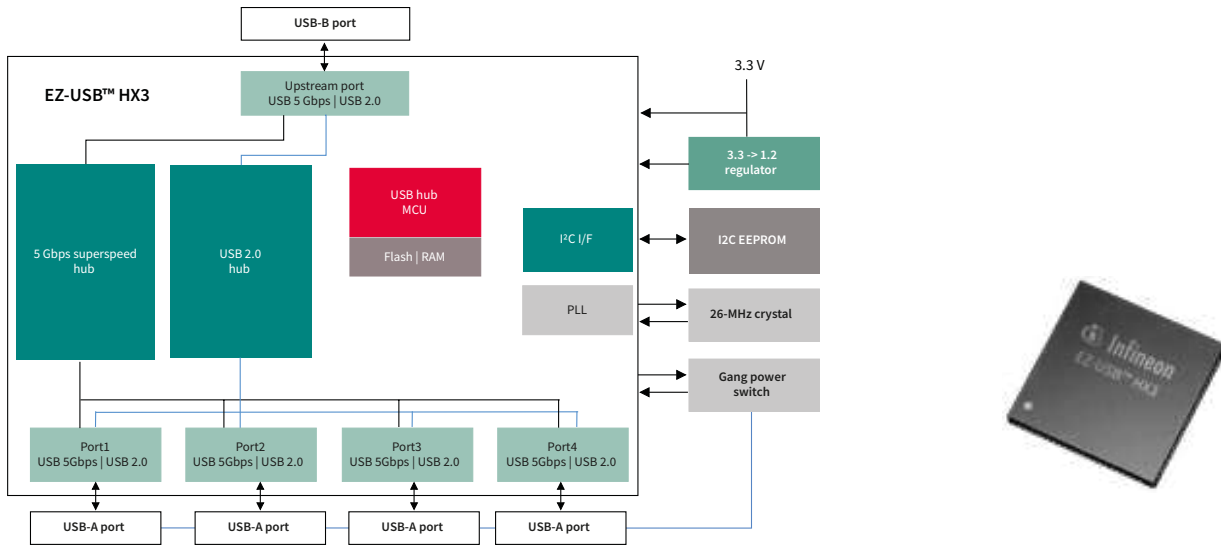 USB-B port
EZ-USB™ HX3
Upstream port
USB 5 Gbps | USB 2.0
3.3 V
3.3 -> 1.2
regulator
5 Gbps superspeed
hub
USB 2.0
hub
USB hub
MCU
Flash | RAM
I²C I/F
I2C EEPROM
PLL
26-MHz crystal
Gang power
switch
Port1
USB 5Gbps | USB 2.0
Port2
USB 5Gbps | USB 2.0
Port3
USB 5Gbps | USB 2.0
Port4
USB 5Gbps | USB 2.0
USB-A port
USB-A port
USB-A port
USB-A port
Infineon
EZ-USB™ HX3